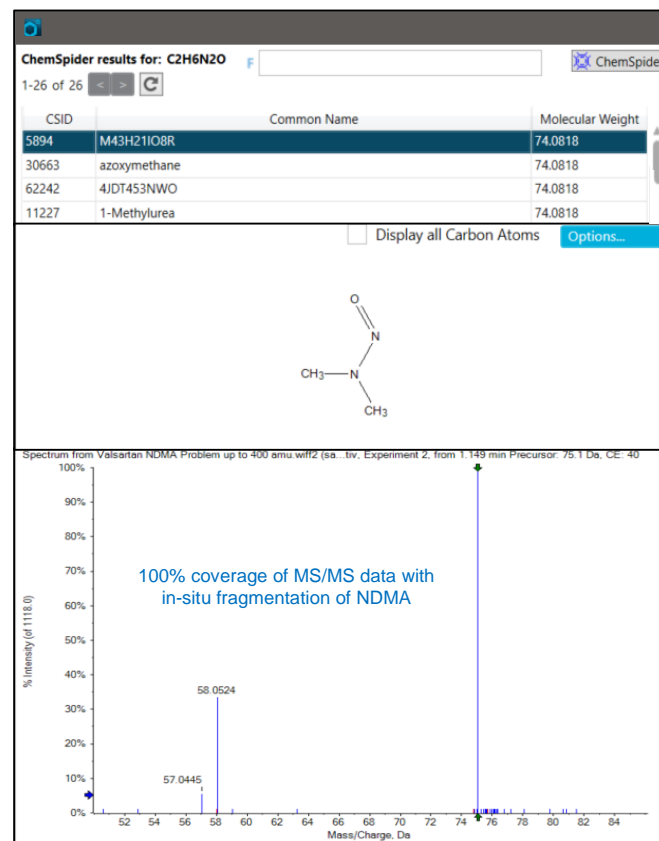 ChemSpider results for: C2H6N2O F ChemSpide
1-26 of 26 < >
CSID Common Name Molecular Weight
5894 M43H21IO8R 74.0818
30663 azoxymethane 74.0818
62242 4JDT453NWO 74.0818
11227 1-Methylurea 74.0818
Display all Carbon Atoms Options...
O
N
CH3 N
CH3
Spectrum from Valsartan NDMA Problem up to 400 amu.wiff2 (sa...tiv, Experiment 2, from 1.149 min Precursor: 75.1 Da, CE: 40
100%
90%
80%
70%
100% coverage of MS/MS data with
in-situ fragmentation of NDMA
60%
% Intensity (of 1118.0)
50%
40%
58.0524
30%
20%
57.0445
10%
0%
52 54 56 58 60 62 64 66 68 70 72 74 76 78 80 82 84
Mass/Charge, Da